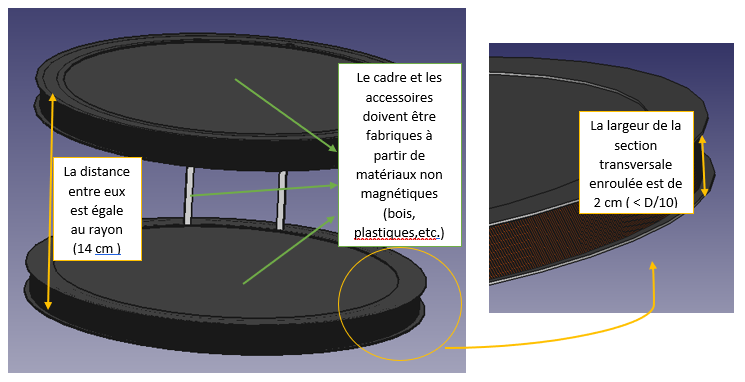 Le cadre et les
accessoires
doivent être
fabriques à
partir de
matériaux non
magnétiques
(bois,
plastiques,etc.)
La distance
entre eux
est égale
au rayon
(14 cm )
La largeur de la
section
transversale
enroulée est de
2 cm ( < D/10)